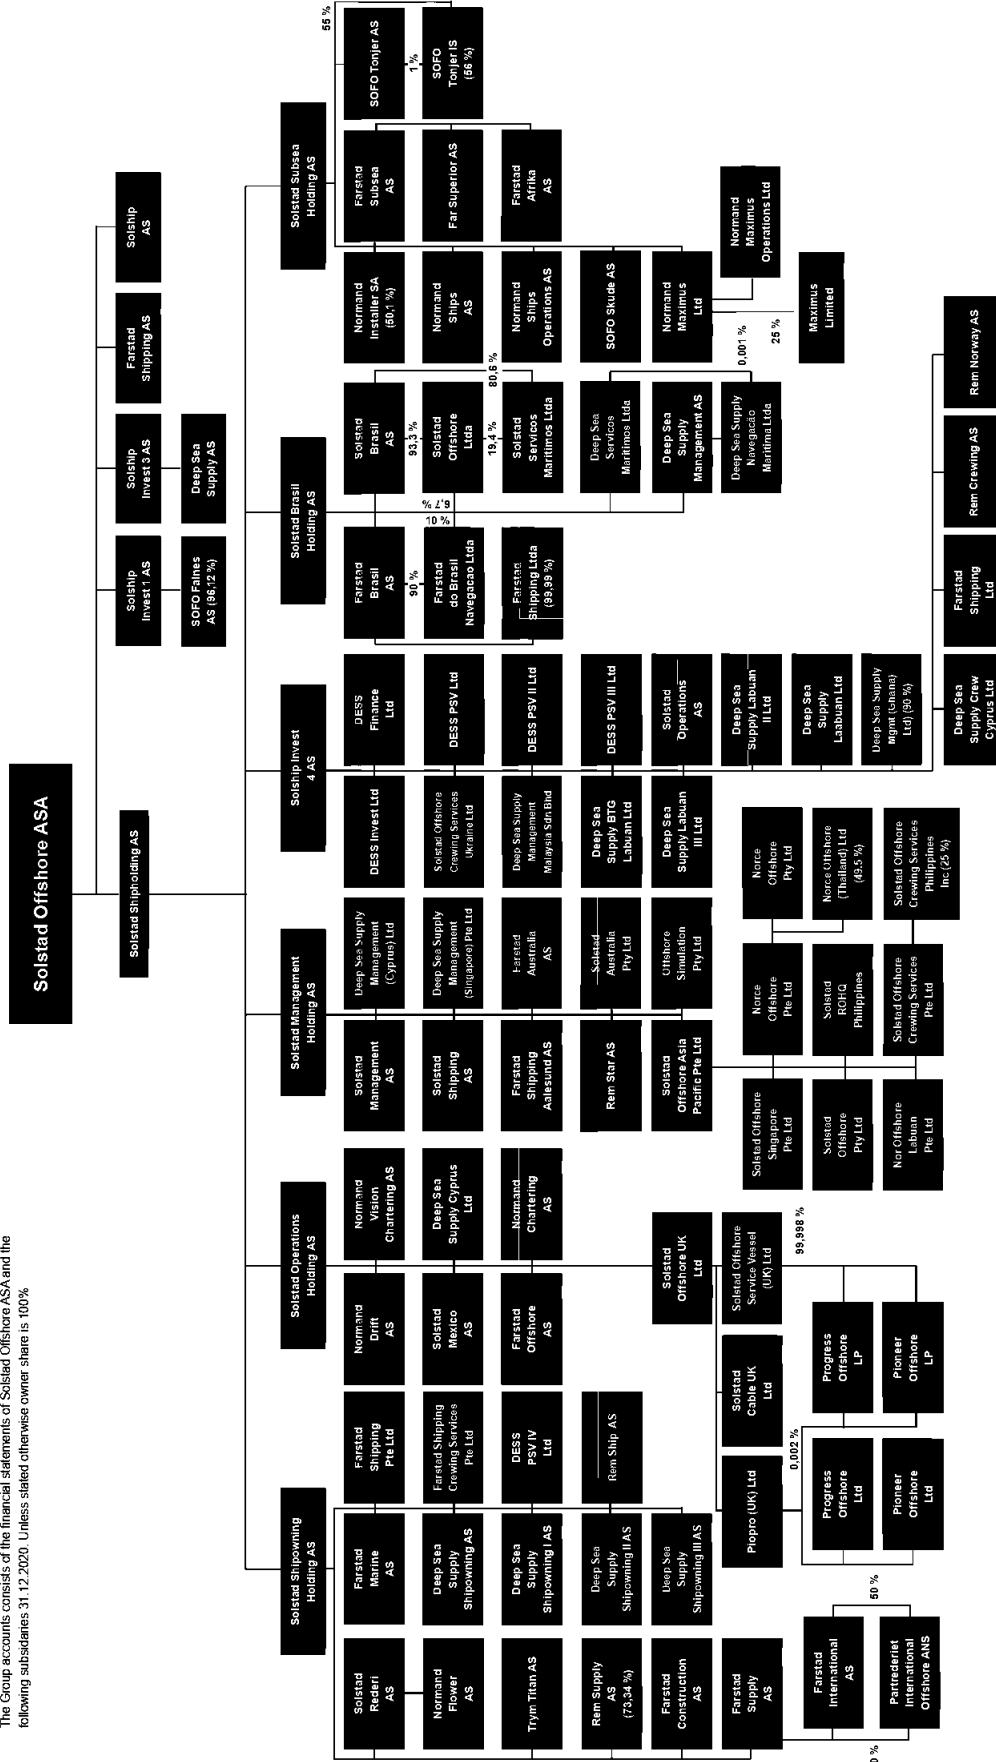 The Group accounts consists of the financial statements of Solstad Offshore ASA and the
following subsidaries 31.12.2020. Unless stated otherwise owner share is 100%
Solstad Offshore ASA
Solstad Shipholding AS
Solship
Invest 1 AS
Solship
Invest 3 AS
Farstad
Shipping AS
Solship
AS
SOFO Falnes
AS (96,12 %)
Deep Sea
Supply AS
Solstad Shipowning
Holding AS
Solstad Operations
Holding AS
Solstad Management
Holding AS
Solship Invest
4 AS
Solstad Brasil
Holding AS
Solstad Subsea
Holding AS
Solstad
Rederi
AS
Farstad
Marine
AS
Farstad
Shipping
Pte Ltd
Normand
Flower
AS
Deep Sea
Supply
Shipowning AS
Farstad Shipping
Crewing Services
Pte Ltd
Trym Titan AS
Deep Sea
Supply
Shipowning I AS
DESS
PSV IV
Ltd
Rem Supply
AS
(73,34 %)
Deep Sea
Supply
Shipowning II AS
Rem Ship AS
Farstad
Construction
AS
Deep Sea
Supply
Shipowning III AS
Farstad
Supply
AS
Farstad
International
AS
Partrederiet
International
Offshore ANS
50 %
Normand
Drift
AS
Normand
Vision
Chartering AS
Solstad
Mexico
AS
Deep Sea
Supply Cyprus
Ltd
Farstad
Offshore
AS
Normand
Chartering
AS
Solstad
Offshore UK
Ltd
Piopro (UK) Ltd
Solstad
Cable UK
Ltd
Solstad Offshore
Service Vessel
(UK) Ltd
0,002 %
99,998 %
Progress
Offshore
Ltd
Progress
Offshore
LP
Pioneer
Offshore
Ltd
Pioneer
Offshore
LP
Solstad
Management
AS
Deep Sea Supply
Management
(Cyprus) Ltd
Solstad
Shipping
AS
Deep Sea Supply
Management
(Singapore) Pte Ltd
Farstad
Shipping
Aalesund AS
Farstad
Australia
AS
Rem Star AS
Solstad
Australia
Pty Ltd
Solstad
Offshore Asia
Pacific Pte Ltd
Offshore
Simulation
Pty Ltd
Solstad Offshore
Singapore
Pte Ltd
Norce
Offshore
Pte Ltd
Norce
Offshore
Pty Ltd
Solstad
Offshore
Pty Ltd
Solstad
ROHQ
Philippines
Norce Offshore
(Thailand) Ltd
(49.5 %)
Nor Offshore
Labuan
Pte Ltd
Solstad Offshore
Crewing Services
Pte Ltd
Solstad Offshore
Crewing Services
Philippines
Inc (25 %)
DESS Invest Ltd
DESS
Finance
Ltd
Solstad Offshore
Crewing Services
Ukraine Ltd
DESS PSV Ltd
Deep Sea Supply
Management
Malaysia Sdn Bhd
DESS PSV II Ltd
Deep Sea
Supply BTG
Labuan Ltd
DESS PSV III Ltd
Deep Sea
Supply Labuan
III Ltd
Solstad
Operations
AS
Deep Sea
Supply Labuan
II Ltd
Deep Sea
Supply
Laabuan Ltd
Deep Sea Supply
Mgmt (Ghana)
Ltd) (90 %)
Deep Sea
Supply Crew
Cyprus Ltd
Farstad
Shipping
Ltd
Rem Crewing AS
Rem Norway AS
Farstad
Brasil
AS
Solstad
Brasil
AS
90 %
93,3 %
6,7 %
10 %
Farstad
do Brasil
Navegacao Ltda
Solstad
Offshore
Ltda
19,4 %
80,6 %
Farstad
Shipping Ltda
(99,99 %)
Solstad
Servicos
Maritimos Ltda
Deep Sea
Servicos
Maritimos Ltda
Deep Sea
Supply
Management AS
Deep Sea Supply
Navegacão
Maritima Ltda
Normand
Installer SA
(50,1 %)
Farstad
Subsea
AS
SOFO Tonjer AS
55 %
1 %
Normand
Ships
AS
Far Superior AS
SOFO
Tonjer IS
(56 %)
Normand
Ships
Operations AS
Farstad
Afrika
AS
SOFO Skude AS
Normand
Maximus
Ltd
Normand
Maximus
Operations Ltd
0,001 %
25 %
Maximus
Limited